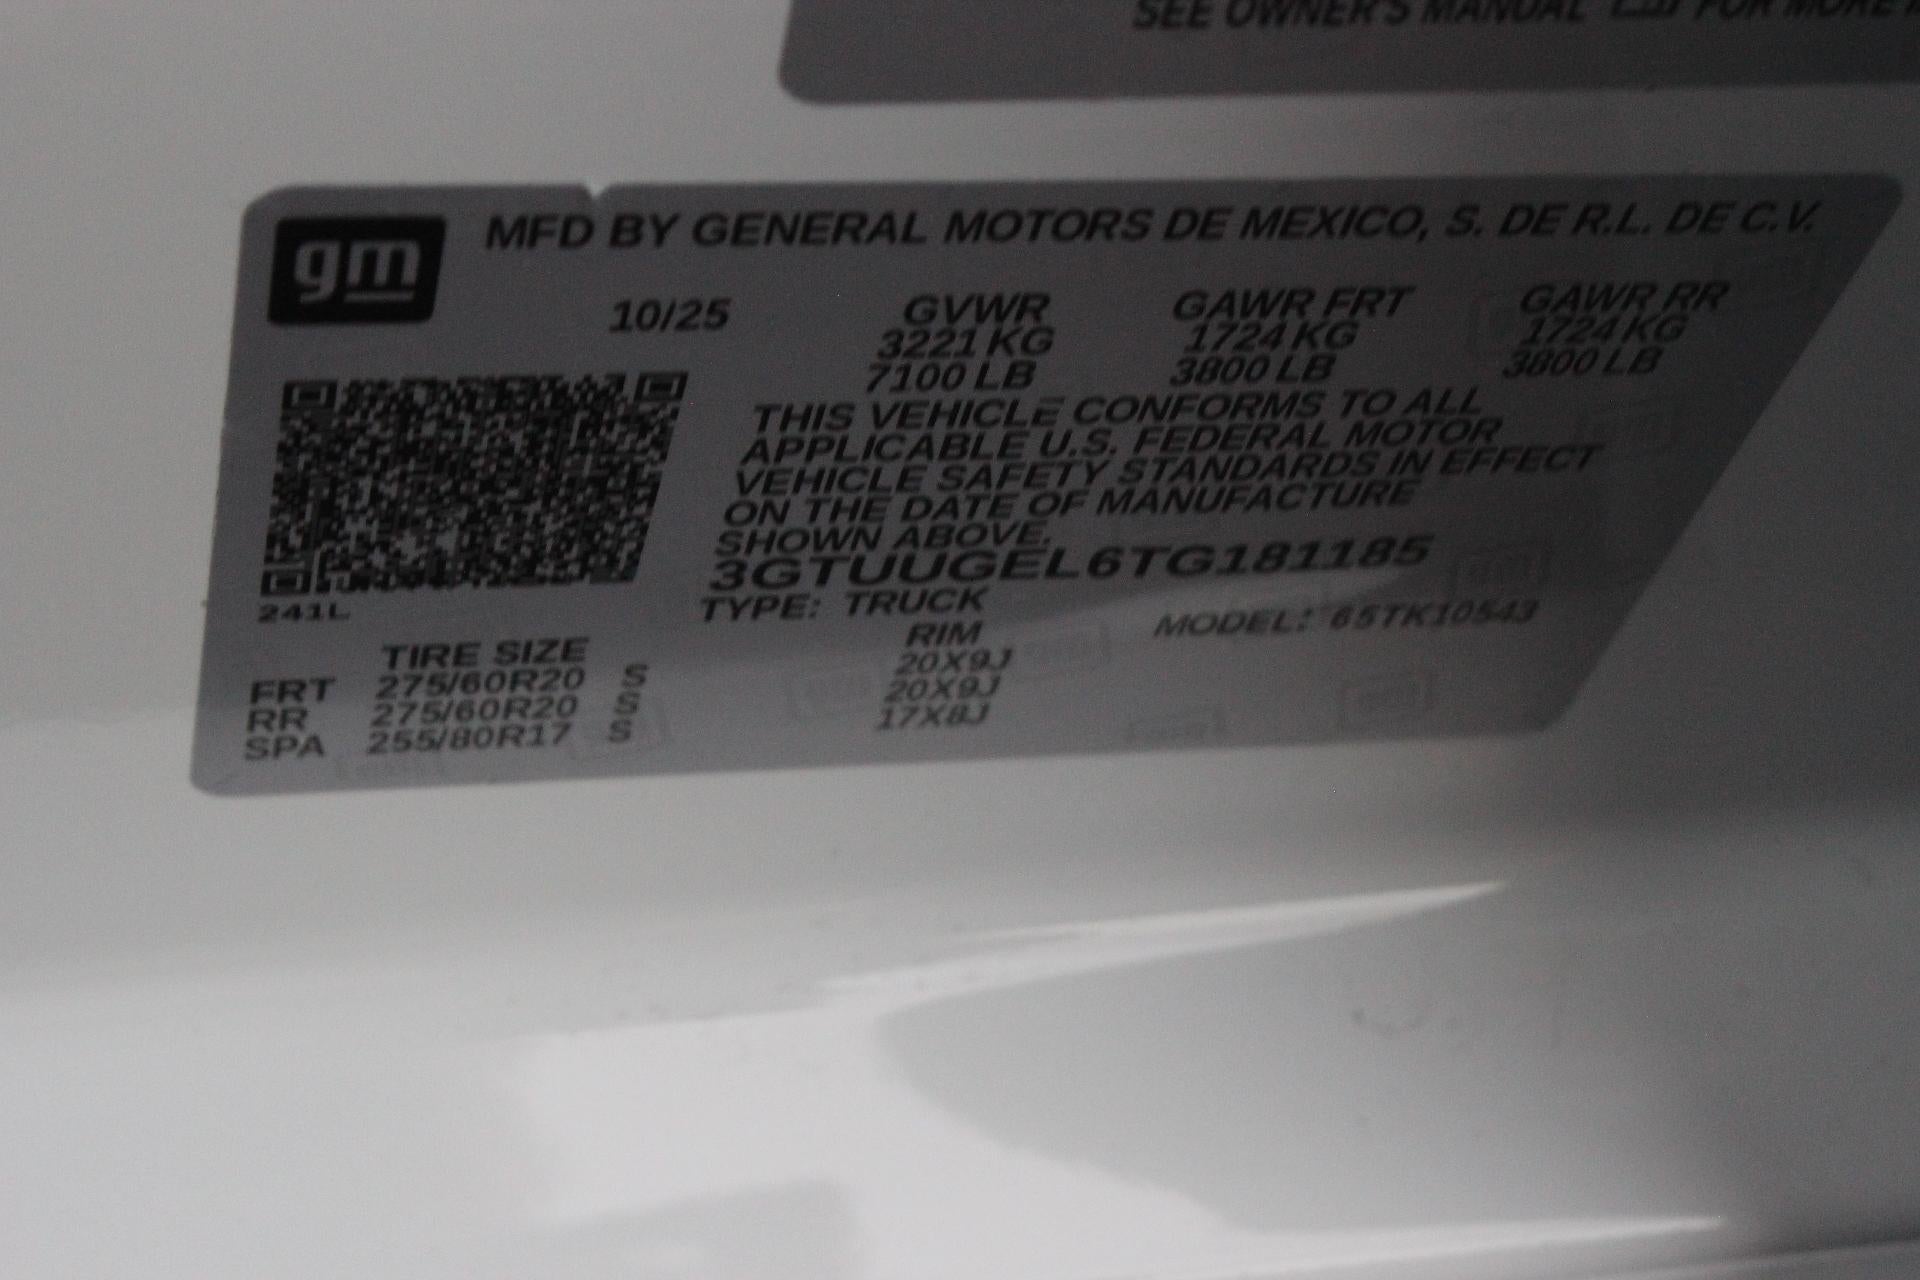 SEE OWNER'S MANUAL FOR MORE
gm
MFD BY GENERAL MOTORS DE MEXICO, S. DE R.L. DE C.V.
10/25 GVWR GAWR FRT GAWR RR
3221 KG 1724 KG 1724 KG
7100 LB 3800 LB 3800 LB
THIS VEHICLE CONFORMS TO ALL
APPLICABLE U.S. FEDERAL MOTOR
VEHICLE SAFETY STANDARDS IN EFFECT
ON THE DATE OF MANUFACTURE
SHOWN ABOVE.
3GTUUGEL6TG181185
241L
TYPE: TRUCK MODEL: 65TK10543
TIRE SIZE RIM
FRT 275/60R20 S 20X9J
RR 275/60R20 S 20X9J
SPA 255/80R17 S 17X8J